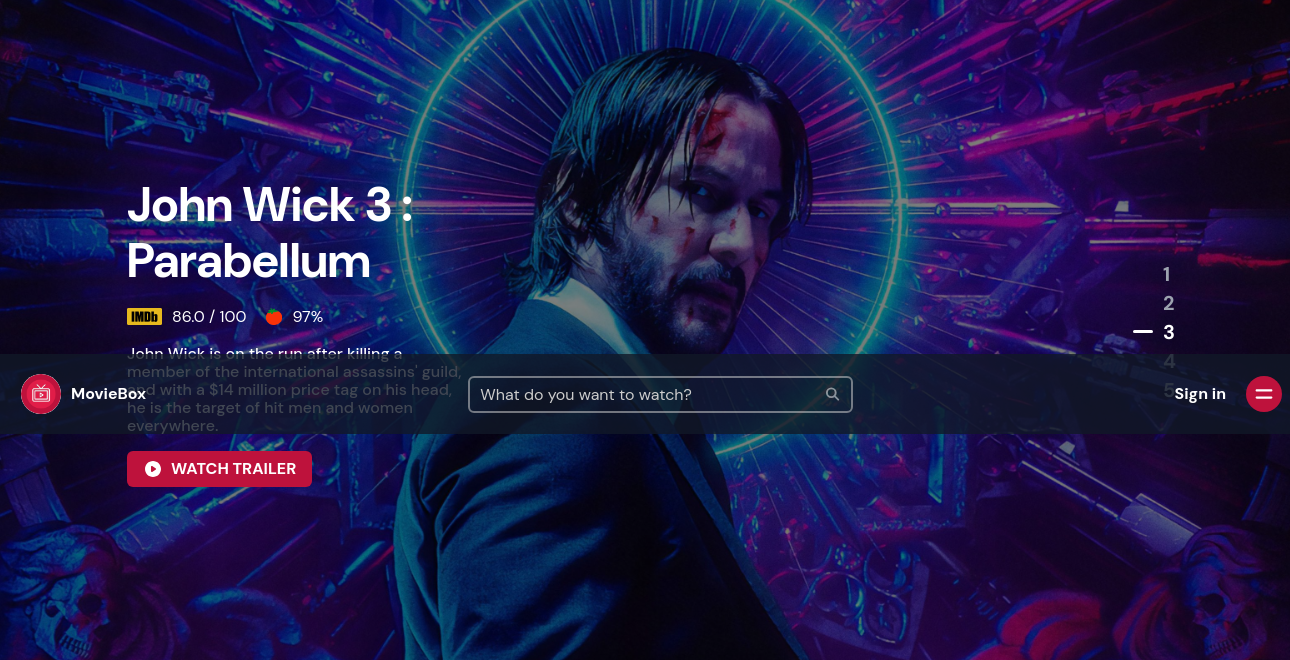 John Wick 3 :
Parabellum
IMDb 86.0 / 100 97%
John Wick is on the run after killing a
member of the international assassins' guild,
and with a $14 million price tag on his head,
he is the target of hit men and women
everywhere.
WATCH TRAILER
MovieBox
What do you want to watch?
Sign in
1
2
3
4
5